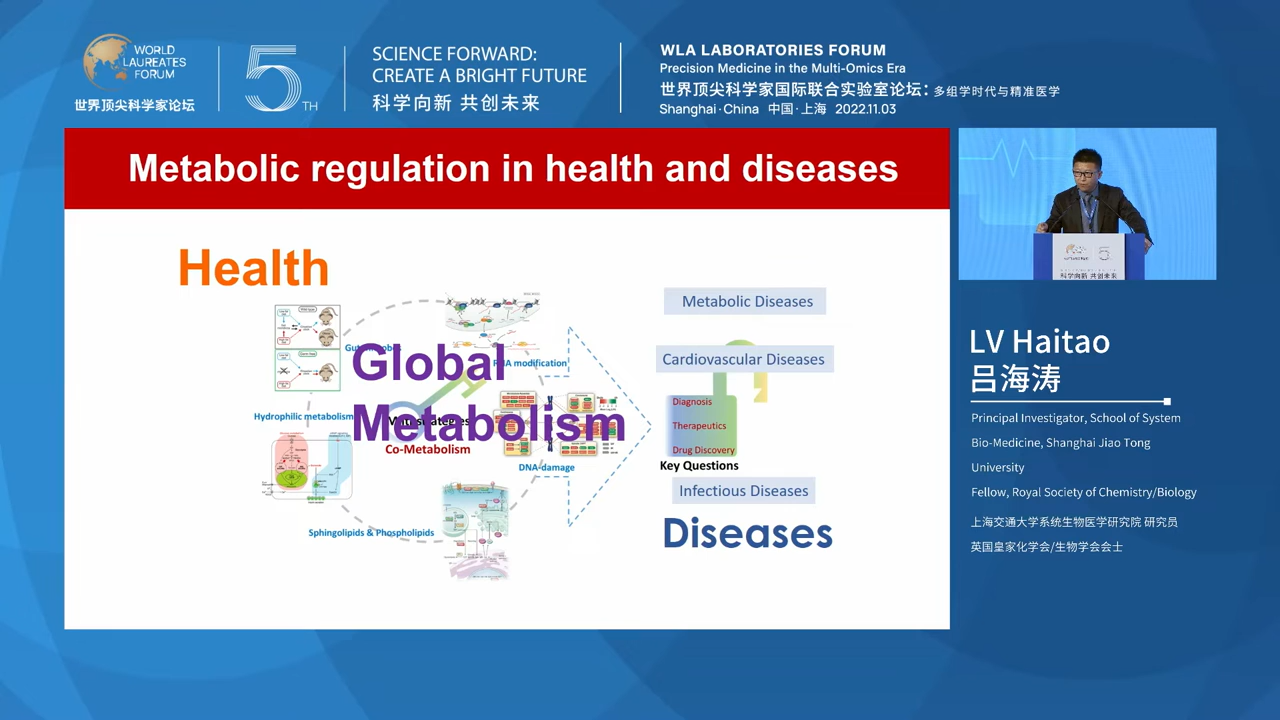 WORLD
LAUREATES
FORUM
世界顶尖科学家论坛
5TH
SCIENCE FORWARD:
CREATE A BRIGHT FUTURE
科学向新 共创未来
WLA LABORATORIES FORUM
Precision Medicine in the Multi-Omics Era
世界顶尖科学家国际联合实验室论坛：多组学时代与精准医学
Shanghai·China 中国·上海 2022.11.03
Metabolic regulation in health and diseases
Health
Global
Metabolism
modification
Hydrophilic metabolism
Co-Metabolism
DNA-damage
Sphingolipids & Phospholipids
Metabolic Diseases
Cardiovascular Diseases
Diagnosis
Therapeutics
Drug Discovery
Key Questions
Infectious Diseases
Diseases
科学向新 共创未来
LV Haitao
吕海涛
Principal Investigator, School of System
Bio-Medicine, Shanghai Jiao Tong
University
Fellow, Royal Society of Chemistry/Biology
上海交通大学系统生物医学研究院 研究员
英国皇家化学会/生物学会会士